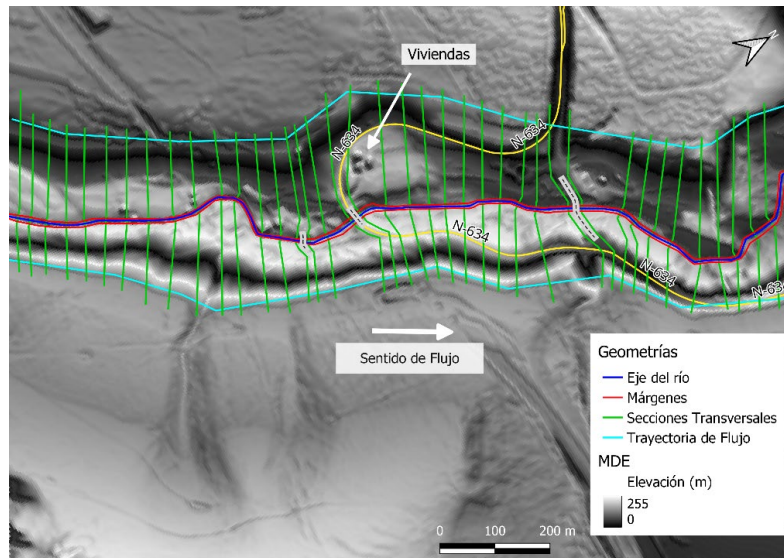 N
Viviendas
N-634
N-634
N-634
N-634
N-63
Sentido de Flujo
Geometrías
Eje del río
Márgenes
Secciones Transversales
Trayectoria de Flujo
MDE
Elevación (m)
255
0
0 100 200 m